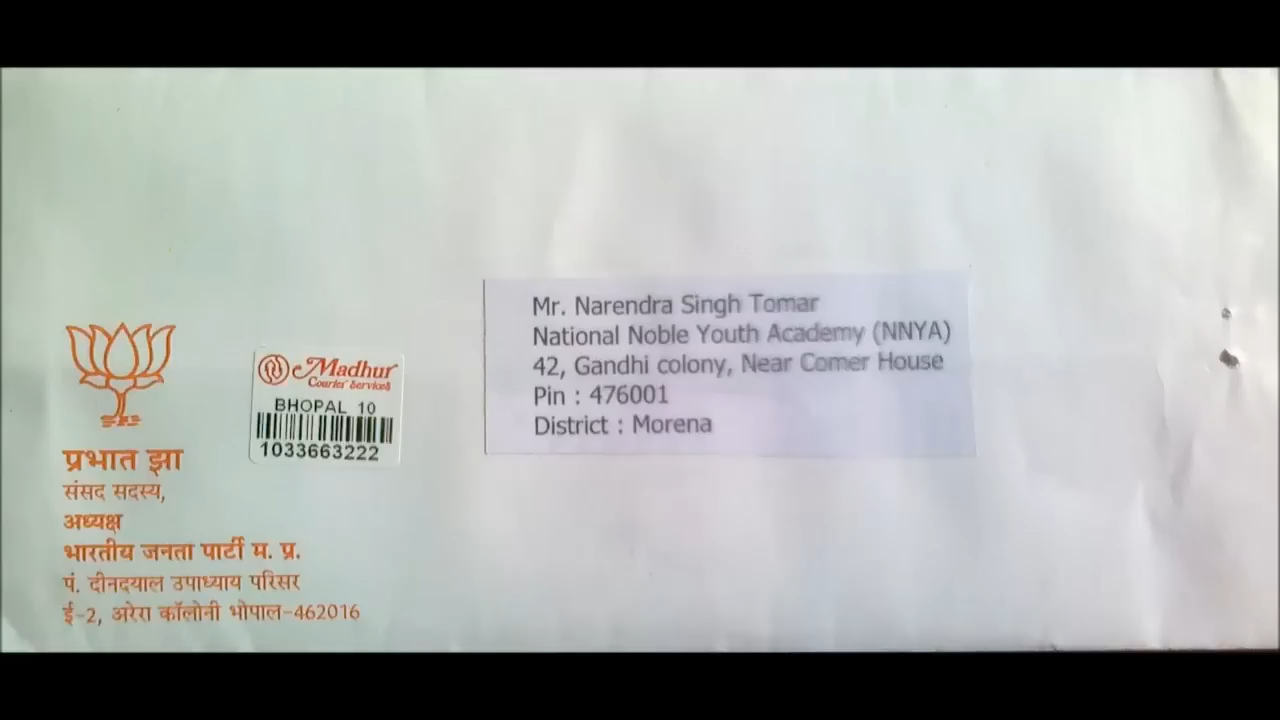 प्रभात झा
संसद सदस्य,
अध्यक्ष
भारतीय जनता पार्टी म. प्र.
पं. दीनदयाल उपाध्याय परिसर
ई-2, अरेरा कॉलोनी भोपाल-462016
Madhur
Courier Services
BHOPAL 10
1033663222
Mr. Narendra Singh Tomar
National Noble Youth Academy (NNYA)
42, Gandhi colony, Near Comer House
Pin : 476001
District : Morena